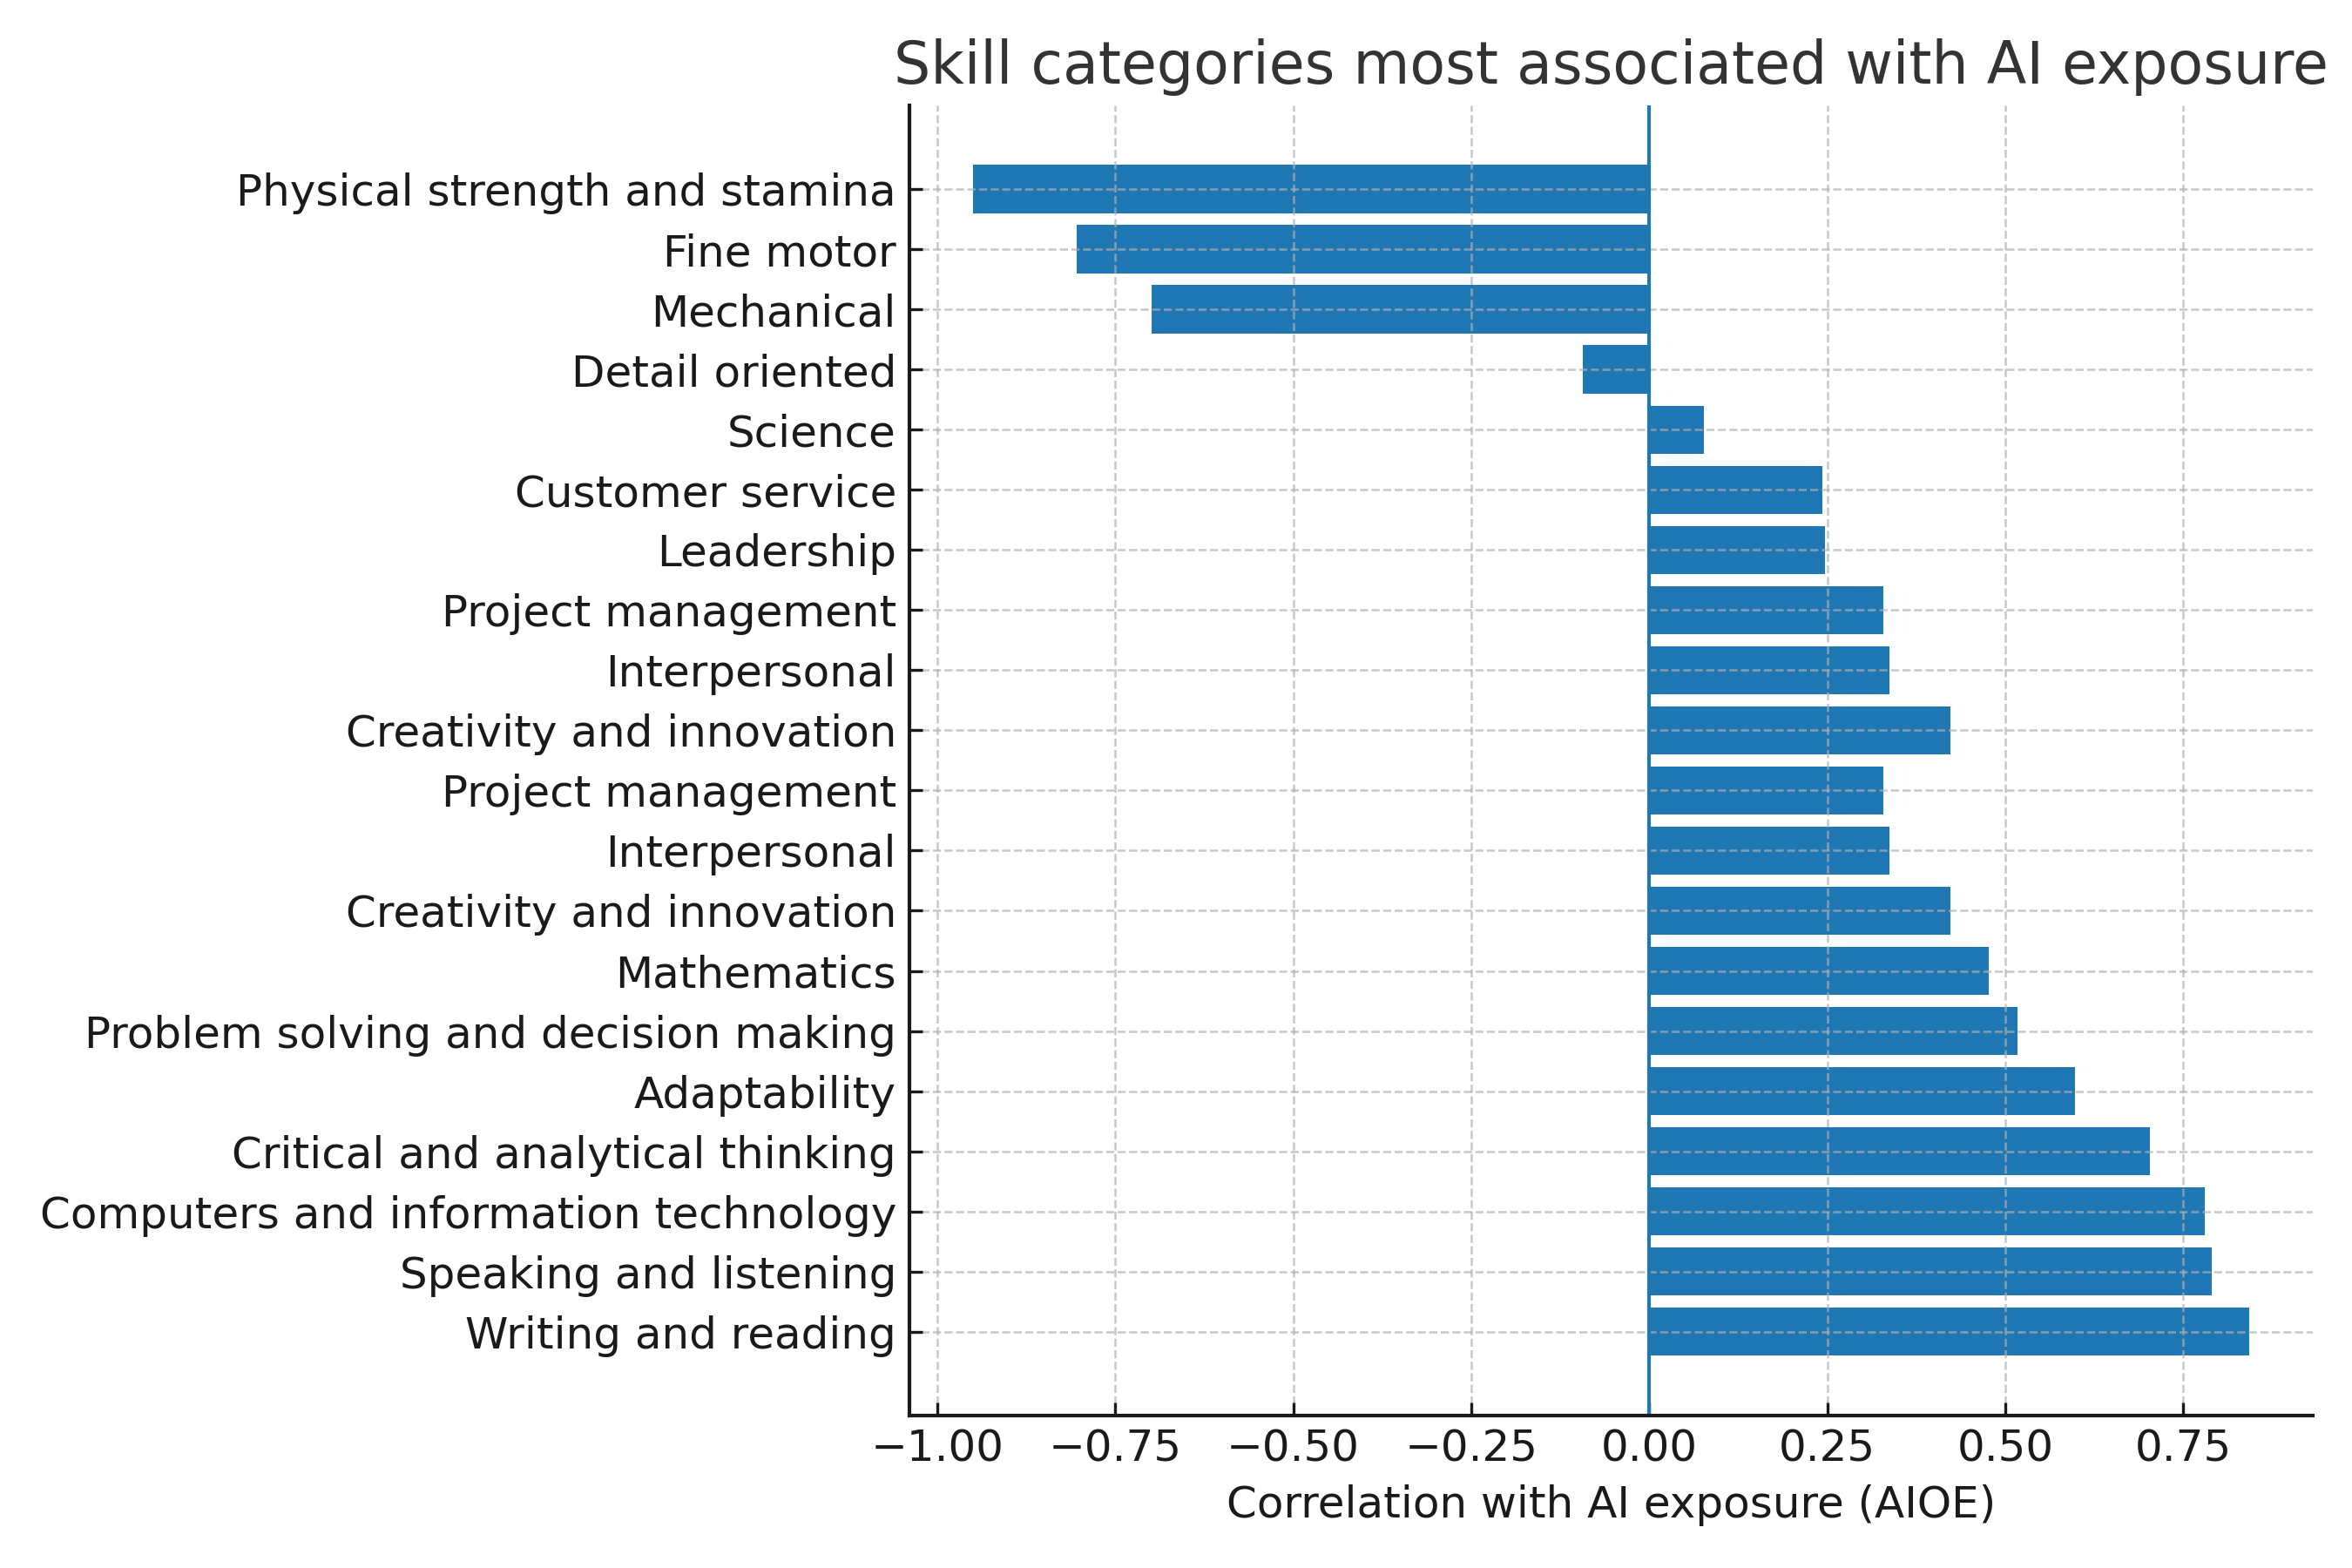 Skill categories most associated with AI exposure
Physical strength and stamina
Fine motor
Mechanical
Detail oriented
Science
Customer service
Leadership
Project management
Interpersonal
Creativity and innovation
Project management
Interpersonal
Creativity and innovation
Mathematics
Problem solving and decision making
Adaptability
Critical and analytical thinking
Computers and information technology
Speaking and listening
Writing and reading
−1.00 −0.75 −0.50 −0.25 0.00 0.25 0.50 0.75
Correlation with AI exposure (AIOE)